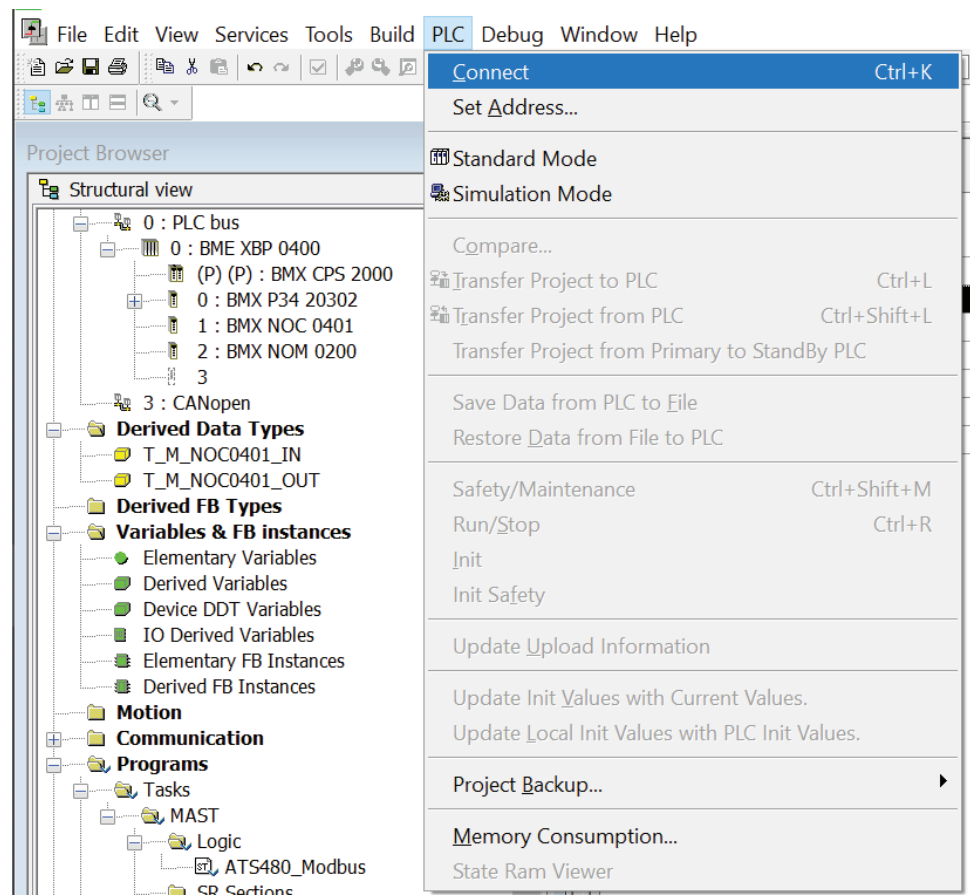 File Edit View Services Tools Build PLC Debug Window Help
Project Browser
Structural view
0 : PLC bus
0 : BME XBP 0400
(P) (P) : BMX CPS 2000
0 : BMX P34 20302
1 : BMX NOC 0401
2 : BMX NOM 0200
3
3 : CANopen
Derived Data Types
T_M_NOC0401_IN
T_M_NOC0401_OUT
Derived FB Types
Variables & FB instances
Elementary Variables
Derived Variables
Device DDT Variables
IO Derived Variables
Elementary FB Instances
Derived FB Instances
Motion
Communication
Programs
Tasks
MAST
Logic
ATS480_Modbus
SR Sections
Connect Ctrl+K
Set Address...
Standard Mode
Simulation Mode
Compare...
Transfer Project to PLC Ctrl+L
Transfer Project from PLC Ctrl+Shift+L
Transfer Project from Primary to StandBy PLC
Save Data from PLC to File
Restore Data from File to PLC
Safety/Maintenance Ctrl+Shift+M
Run/Stop Ctrl+R
Init
Init Safety
Update Upload Information
Update Init Values with Current Values.
Update Local Init Values with PLC Init Values.
Project Backup...
Memory Consumption...
State Ram Viewer